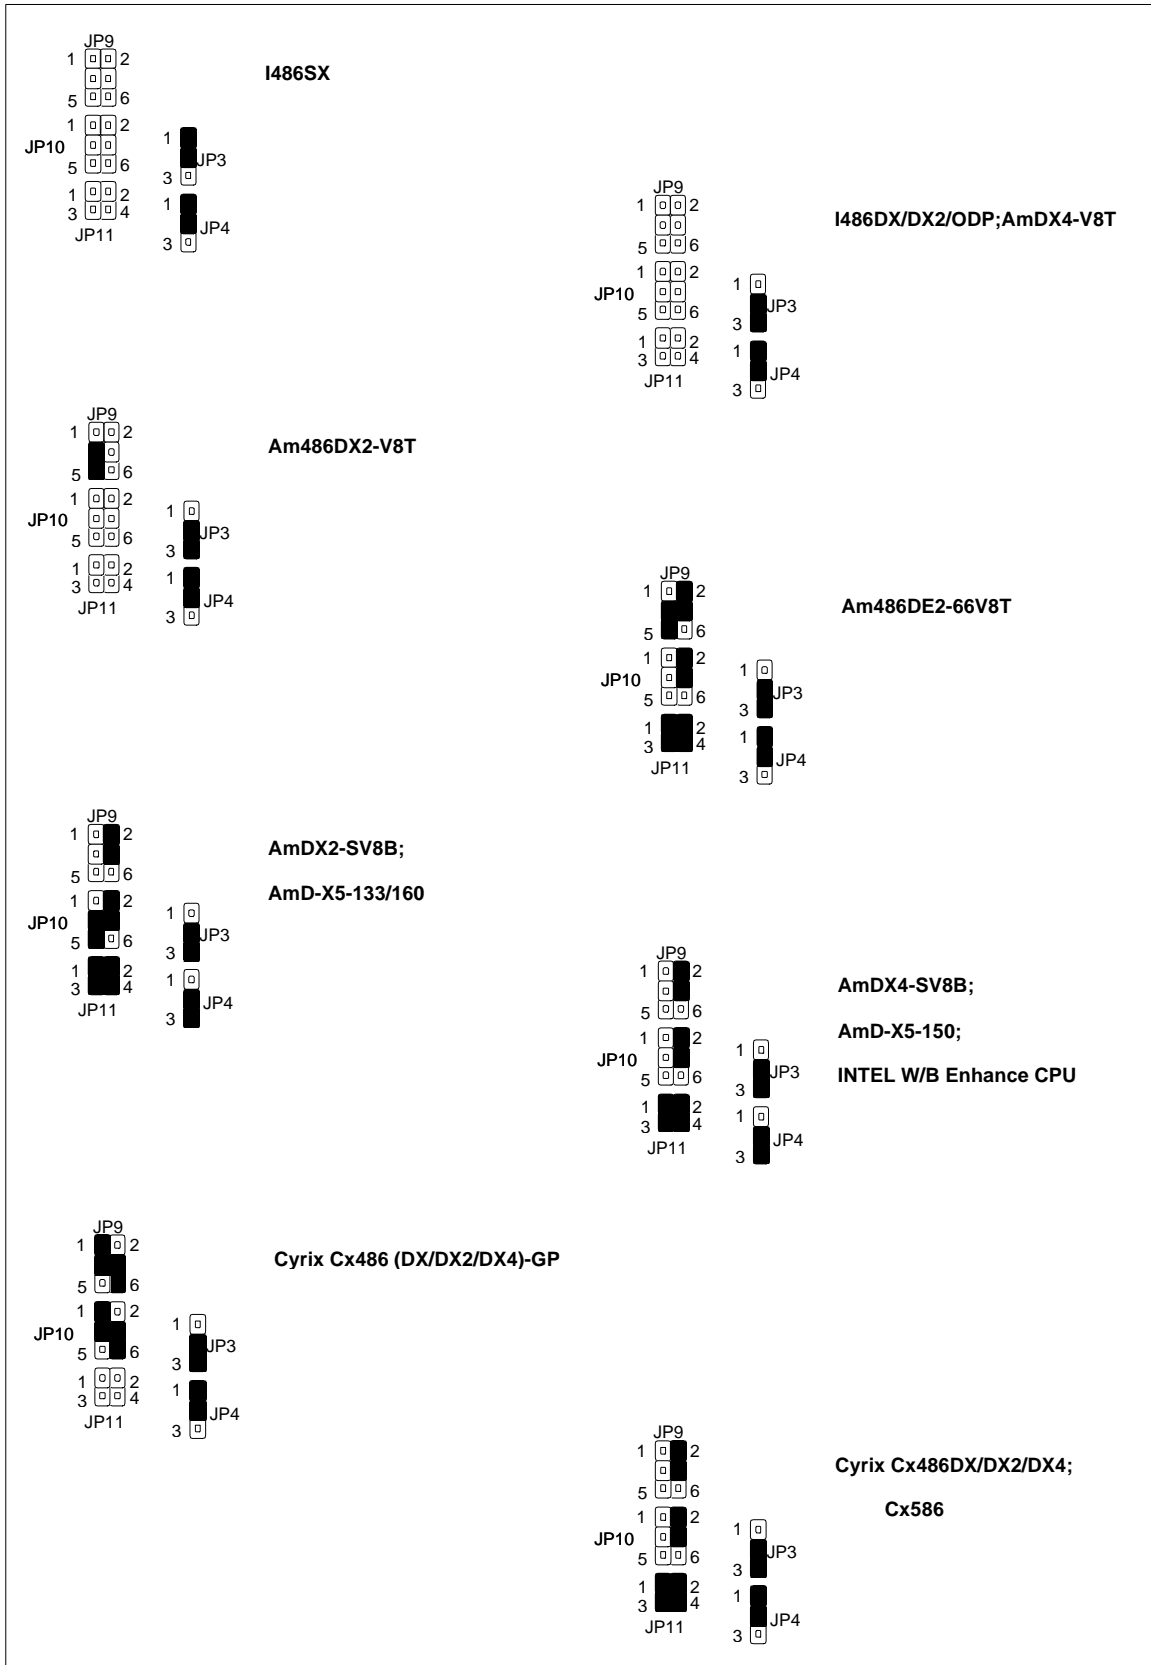 JP9
1 2
I486SX
5 6
1 2
JP10
1
JP3
5 6
3
1 2
1
3 4
JP4
JP11
3
JP9
1 2
I486DX/DX2/ODP;AmDX4-V8T
5 6
1 2
1
JP10
JP3
5 6
3
1 2
1
3 4
JP4
JP11
3
JP9
1 2
Am486DX2-V8T
5 6
1 2
1
JP10
JP3
5 6
3
1 2
1
3 4
JP4
JP11
3
JP9
1 2
Am486DE2-66V8T
5 6
1 2
1
JP10
JP3
5 6
3
1 2
1
3 4
JP4
JP11
3
JP9
1 2
AmDX2-SV8B;
5 6
AmD-X5-133/160
1 2
1
JP10
JP3
5 6
3
1 2
1
3 4
JP4
JP11
3
JP9
1 2
AmDX4-SV8B;
5 6
AmD-X5-150;
1 2
1
JP10
JP3
INTEL W/B Enhance CPU
5 6
3
1 2
1
3 4
JP4
JP11
3
JP9
1 2
Cyrix Cx486 (DX/DX2/DX4)-GP
5 6
1 2
1
JP10
JP3
5 6
3
1 2
1
3 4
JP4
JP11
3
JP9
1 2
Cyrix Cx486DX/DX2/DX4;
5 6
Cx586
1 2
1
JP10
JP3
5 6
3
1 2
1
3 4
JP4
JP11
3